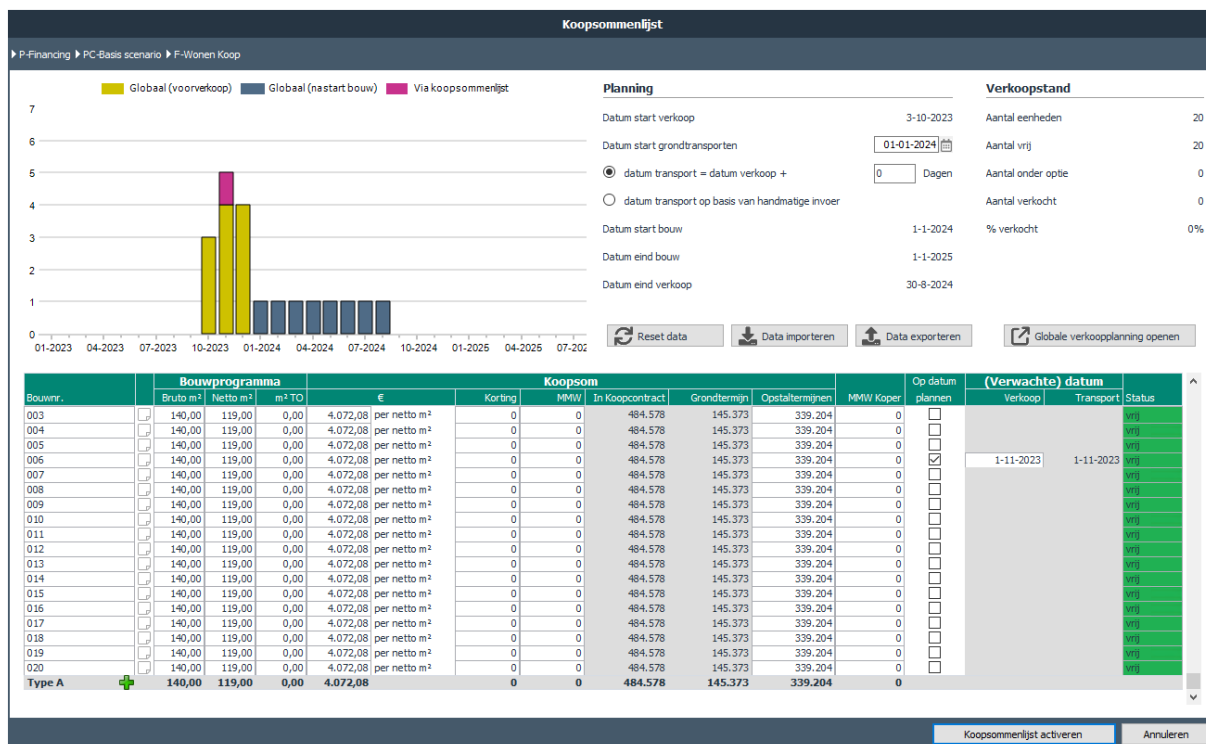 Koopsommenlijst
P-Financing PC-Basis scenario F-Wonen Koop
Globaal (voorverkoop) Globaal (na start bouw) Via koopsommenlijst
7
6
5
4
3
2
1
0
01-2023 04-2023 07-2023 10-2023 01-2024 04-2024 07-2024 10-2024 01-2025 04-2025 07-202
Planning
Datum start verkoop 3-10-2023
Datum start grondtransporten 01-01-2024
datum transport = datum verkoop + 0 Dagen
datum transport op basis van handmatige invoer
Datum start bouw 1-1-2024
Datum eind bouw 1-1-2025
Datum eind verkoop 30-8-2024
Verkoopstand
Aantal eenheden 20
Aantal vrij 20
Aantal onder optie 0
Aantal verkocht 0
% verkocht 0%
Reset data Data importeren Data exporteren Globale verkoopplanning openen
Bouwprogramma Koopsom Op datum (Verwachte) datum
Bouwnr. Bruto m² Netto m² m² TO € Korting MMW In Koopcontract Grondtermijn Opstaltermijnen MMW Koper plannen Verkoop Transport Status
003 140,00 119,00 0,00 4.072,08 per netto m² 0 0 484.578 145.373 339.204 0 vrij
004 140,00 119,00 0,00 4.072,08 per netto m² 0 0 484.578 145.373 339.204 0 vrij
005 140,00 119,00 0,00 4.072,08 per netto m² 0 0 484.578 145.373 339.204 0 vrij
006 140,00 119,00 0,00 4.072,08 per netto m² 0 0 484.578 145.373 339.204 0 1-11-2023 1-11-2023 vrij
007 140,00 119,00 0,00 4.072,08 per netto m² 0 0 484.578 145.373 339.204 0 vrij
008 140,00 119,00 0,00 4.072,08 per netto m² 0 0 484.578 145.373 339.204 0 vrij
009 140,00 119,00 0,00 4.072,08 per netto m² 0 0 484.578 145.373 339.204 0 vrij
010 140,00 119,00 0,00 4.072,08 per netto m² 0 0 484.578 145.373 339.204 0 vrij
011 140,00 119,00 0,00 4.072,08 per netto m² 0 0 484.578 145.373 339.204 0 vrij
012 140,00 119,00 0,00 4.072,08 per netto m² 0 0 484.578 145.373 339.204 0 vrij
013 140,00 119,00 0,00 4.072,08 per netto m² 0 0 484.578 145.373 339.204 0 vrij
014 140,00 119,00 0,00 4.072,08 per netto m² 0 0 484.578 145.373 339.204 0 vrij
015 140,00 119,00 0,00 4.072,08 per netto m² 0 0 484.578 145.373 339.204 0 vrij
016 140,00 119,00 0,00 4.072,08 per netto m² 0 0 484.578 145.373 339.204 0 vrij
017 140,00 119,00 0,00 4.072,08 per netto m² 0 0 484.578 145.373 339.204 0 vrij
018 140,00 119,00 0,00 4.072,08 per netto m² 0 0 484.578 145.373 339.204 0 vrij
019 140,00 119,00 0,00 4.072,08 per netto m² 0 0 484.578 145.373 339.204 0 vrij
020 140,00 119,00 0,00 4.072,08 per netto m² 0 0 484.578 145.373 339.204 0 vrij
Type A 140,00 119,00 0,00 4.072,08 0 0 484.578 145.373 339.204 0
Koopsommenlijst activeren Annuleren